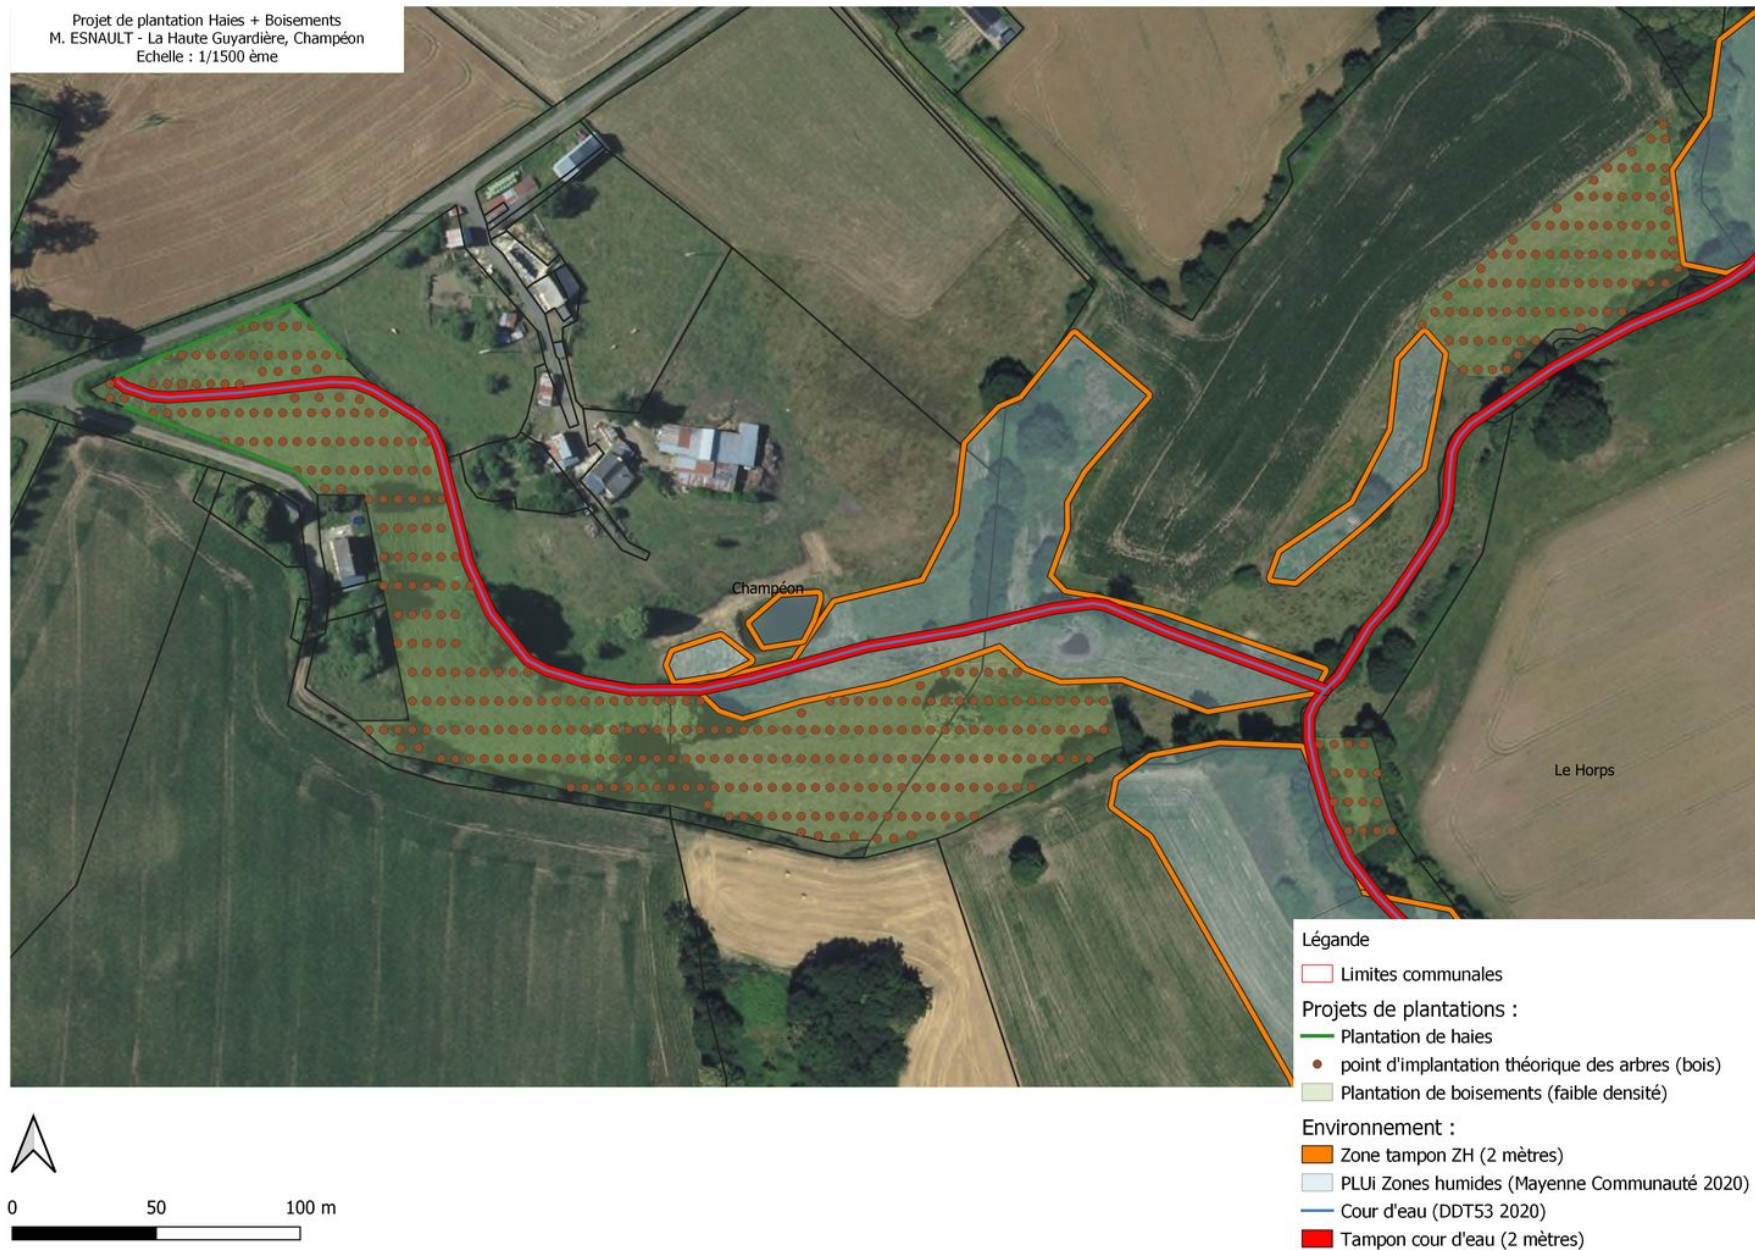 Projet de plantation Haies + Boisements
M. ESNAULT - La Haute Guyardière, Champéon
Echelle : 1/1500 ème
Champéon
Le Horps
Légande
Limites communales
Projets de plantations :
Plantation de haies
point d'implantation théorique des arbres (bois)
Plantation de boisements (faible densité)
Environnement :
Zone tampon ZH (2 mètres)
PLUi Zones humides (Mayenne Communauté 2020)
Cour d'eau (DDT53 2020)
Tampon cour d'eau (2 mètres)
0 50 100 m